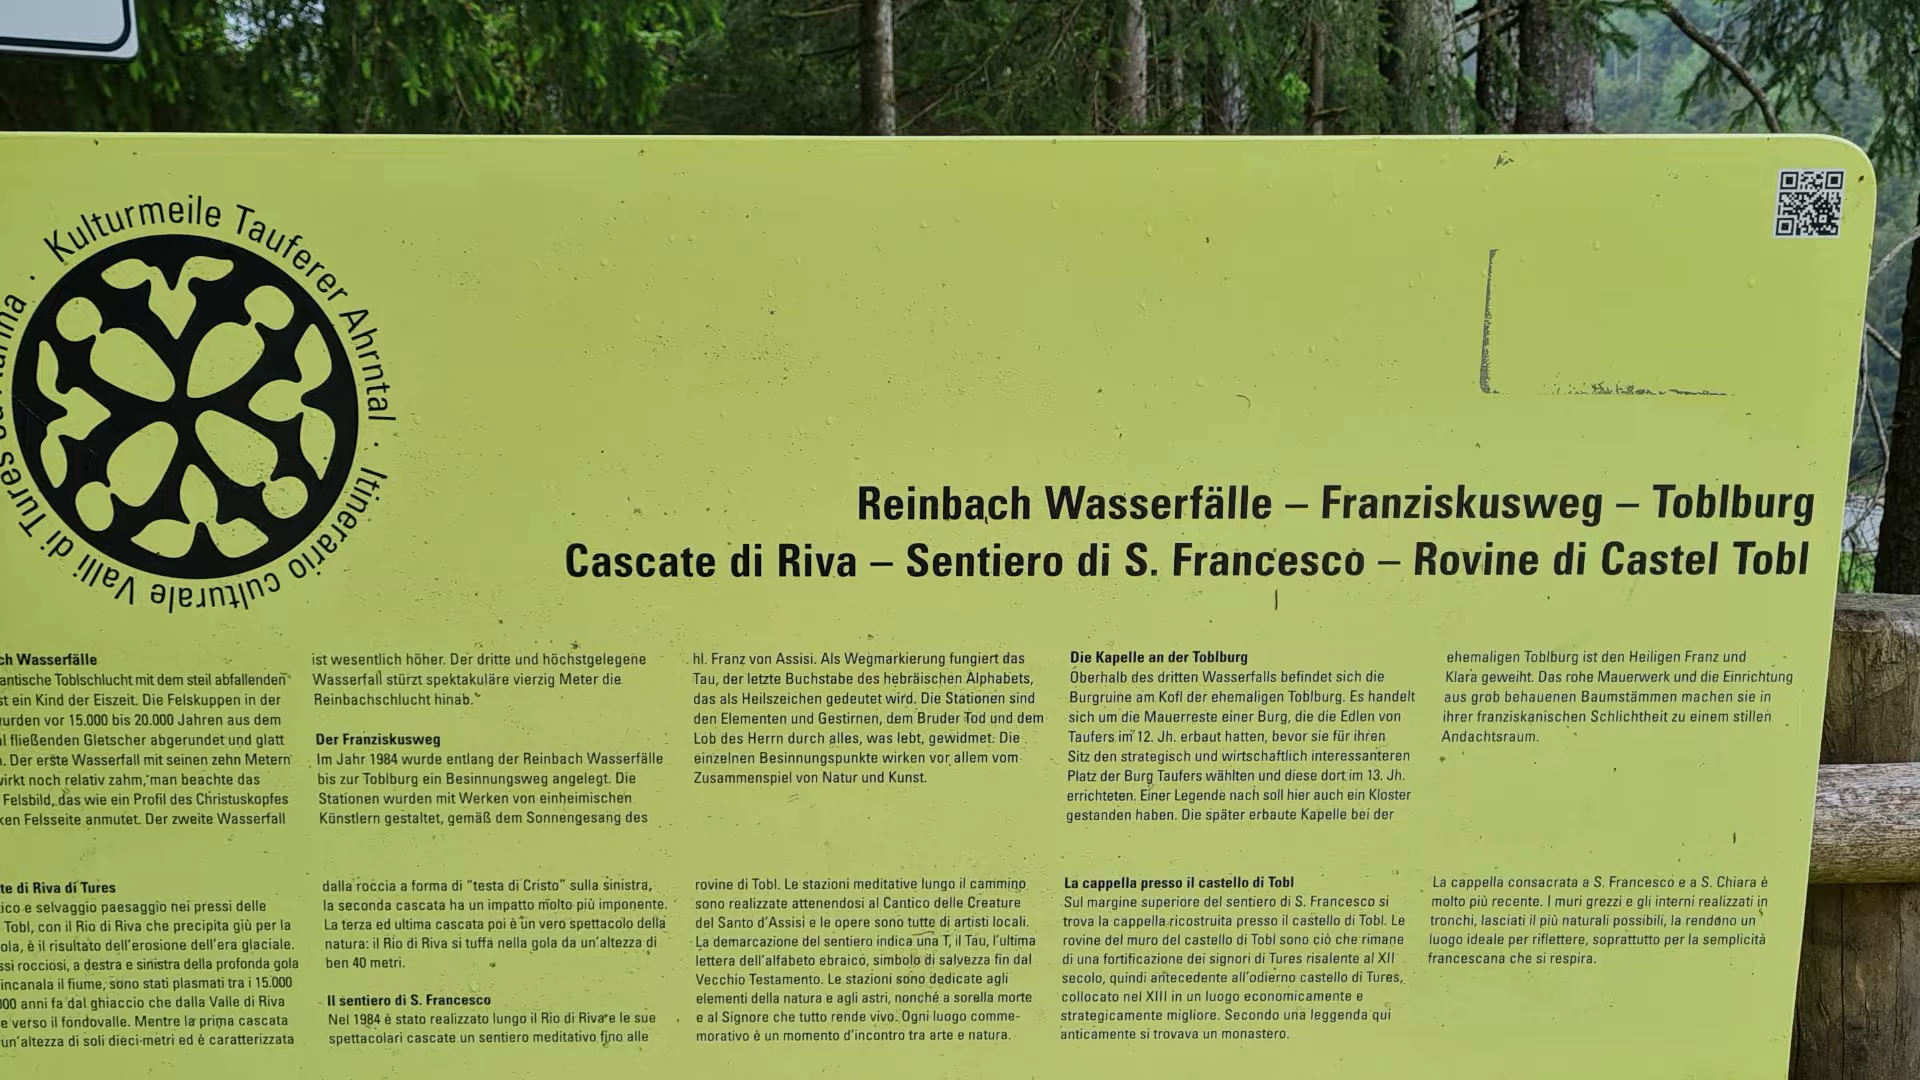 Kulturmeile Tauferer Ahrntal · Itinerario culturale Valli di Tures
Reinbach Wasserfälle – Franziskusweg – Toblburg
Cascate di Riva – Sentiero di S. Francesco – Rovine di Castel Tobl
Wasserfälle
Toblschlucht mit dem steil abfallenden
ein Kind der Eiszeit. Die Felskuppen in der
vor 15.000 bis 20.000 Jahren aus dem
fließenden Gletscher abgerundet und glatt
Der erste Wasserfall mit seinen zehn Metern
wirkt noch relativ zahm, man beachte das
Felsbild, das wie ein Profil des Christuskopfes
Felsseite anmutet. Der zweite Wasserfall
ist wesentlich höher. Der dritte und höchstgelegene
Wasserfall stürzt spektakuläre vierzig Meter die
Reinbachschlucht hinab.
Der Franziskusweg
Im Jahr 1984 wurde entlang der Reinbach Wasserfälle
bis zur Toblburg ein Besinnungsweg angelegt. Die
Stationen wurden mit Werken von einheimischen
Künstlern gestaltet, gemäß dem Sonnengesang des
hl. Franz von Assisi. Als Wegmarkierung fungiert das
Tau, der letzte Buchstabe des hebräischen Alphabets,
das als Heilszeichen gedeutet wird. Die Stationen sind
den Elementen und Gestirnen, dem Bruder Tod und dem
Lob des Herrn durch alles, was lebt, gewidmet. Die
einzelnen Besinnungspunkte wirken vor allem vom
Zusammenspiel von Natur und Kunst.
Die Kapelle an der Toblburg
Oberhalb des dritten Wasserfalls befindet sich die
Burgruine am Kofl der ehemaligen Toblburg. Es handelt
sich um die Mauerreste einer Burg, die die Edlen von
Taufers im 12. Jh. erbaut hatten, bevor sie für ihren
Sitz den strategisch und wirtschaftlich interessanteren
Platz der Burg Taufers wählten und diese dort im 13. Jh.
errichteten. Einer Legende nach soll hier auch ein Kloster
gestanden haben. Die später erbaute Kapelle bei der
ehemaligen Toblburg ist den Heiligen Franz und
Klara geweiht. Das rohe Mauerwerk und die Einrichtung
aus grob behauenen Baumstämmen machen sie in
ihrer franziskanischen Schlichtheit zu einem stillen
Andachtsraum.
di Riva di Tures
e selvaggio paesaggio nei pressi delle
Tobl, con il Rio di Riva che precipita giù per la
è il risultato dell'erosione dell'era glaciale.
rocciosi, a destra e sinistra della profonda gola
incanala il fiume, sono stati plasmati tra i 15.000
anni fa dal ghiaccio che dalla Valle di Riva
e verso il fondovalle. Mentre la prima cascata
un'altezza di soli dieci metri ed è caratterizzata
dalla roccia a forma di "testa di Cristo" sulla sinistra,
la seconda cascata ha un impatto molto più imponente.
La terza ed ultima cascata poi è un vero spettacolo della
natura: il Rio di Riva si tuffa nella gola da un'altezza di
ben 40 metri.
Il sentiero di S. Francesco
Nel 1984 è stato realizzato lungo il Rio di Riva e le sue
spettacolari cascate un sentiero meditativo fino alle
rovine di Tobl. Le stazioni meditative lungo il cammino
sono realizzate attenendosi al Cantico delle Creature
del Santo d'Assisi e le opere sono tutte di artisti locali.
La demarcazione del sentiero indica una T, il Tau, l'ultima
lettera dell'alfabeto ebraico, simbolo di salvezza fin dal
Vecchio Testamento. Le stazioni sono dedicate agli
elementi della natura e agli astri, nonché a sorella morte
e al Signore che tutto rende vivo. Ogni luogo comme-
morativo è un momento d'incontro tra arte e natura.
La cappella presso il castello di Tobl
Sul margine superiore del sentiero di S. Francesco si
trova la cappella ricostruita presso il castello di Tobl. Le
rovine del muro del castello di Tobl sono ciò che rimane
di una fortificazione dei signori di Tures risalente al XII
secolo, quindi antecedente all'odierno castello di Tures,
collocato nel XIII in un luogo economicamente e
strategicamente migliore. Secondo una leggenda qui
anticamente si trovava un monastero.
La cappella consacrata a S. Francesco e a S. Chiara è
molto più recente. I muri grezzi e gli interni realizzati in
tronchi, lasciati il più naturali possibili, la rendono un
luogo ideale per riflettere, soprattutto per la semplicità
francescana che si respira.